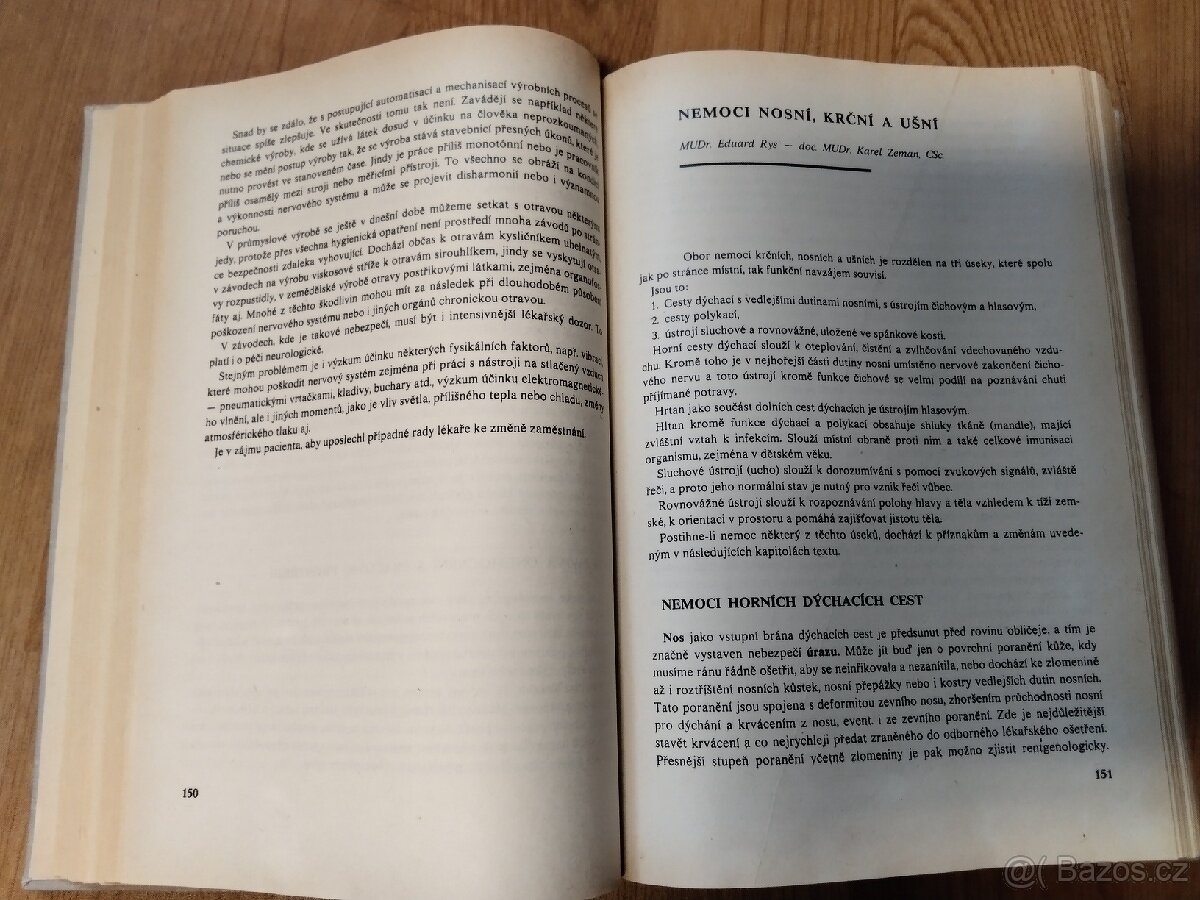 Snad by se zdálo, že s postupující automatisací a mechanisací výrobních procesů se
situace spíše zlepšuje. Ve skutečnosti tomu tak není. Zavádějí se například některé
chemické výroby, kde se užívá látek dosud v účinku na člověka neprozkoumaných,
nebo se mění postup výroby tak, že se výroba stává stavebnicí přesných úkonů, které je
nutno provést ve stanoveném čase. Jindy je práce příliš monotónní nebo je pracovník
příliš osamělý mezi stroji nebo měřicími přístroji. To všechno se obráží na kondici
a výkonnosti nervového systému a může se projevit disharmonií nebo i významnou
poruchou.
V průmyslové výrobě se ještě v dnešní době můžeme setkat s otravou některými
jedy, protože přes všechna hygienická opatření není prostředí mnoha závodů po strán-
ce bezpečnosti zdaleka vyhovující. Dochází občas k otravám kysličníkem uhelnatým,
v závodech na výrobu viskosové stříže k otravám sirouhlíkem, jindy se vyskytují otra-
vy rozpustidly, v zemědělské výrobě otravy postřikovými látkami, zejména organofos-
fáty aj. Mnohé z těchto škodlivin mohou mít za následek při dlouhodobém působení
poškození nervového systému nebo i jiných orgánů chronickou otravou.
V závodech, kde je takové nebezpečí, musí být i intensivnější lékařský dozor. To
platí i o péči neurologické.
Stejným problémem je i výzkum účinku některých fysikálních faktorů, např. vibrací,
které mohou poškodit nervový systém zejména při práci s nástroji na stlačený vzduch
— pneumatickými vrtačkami, kladivy, buchary atd., výzkum účinku elektromagnetické-
ho vlnění, ale i jiných momentů, jako je vliv světla, přílišného tepla nebo chladu, změny
atmosférického tlaku aj.
Je v zájmu pacienta, aby uposlechl případné rady lékaře ke změně zaměstnání.
150
NEMOCI NOSNÍ, KRČNÍ A UŠNÍ
MUDr. Eduard Rys — doc. MUDr. Karel Zeman, CSc
Obor nemocí krčních, nosních a ušních je rozdělen na tři úseky, které spolu
jak po stránce místní, tak funkční navzájem souvisí.
Jsou to:
1. Cesty dýchací s vedlejšími dutinami nosními, s ústrojím čichovým a hlasovým,
2. cesty polykací,
3. ústrojí sluchové a rovnovážné, uložené ve spánkové kosti.
Horní cesty dýchací slouží k oteplování, čistění a zvlhčování vdechovaného vzdu-
chu. Kromě toho je v nejhořejší části dutiny nosní umístěno nervové zakončení čicho-
vého nervu a toto ústrojí kromě funkce čichové se velmi podílí na poznávání chuti
příjímané potravy.
Hrtan jako součást dolních cest dýchacích je ústrojím hlasovým.
Hltan kromě funkce dýchací a polykací obsahuje shluky tkáně (mandle), mající
zvláštní vztah k infekcím. Slouží místní obraně proti nim a také celkové imunisaci
organismu, zejména v dětském věku.
Sluchové ústrojí (ucho) slouží k dorozumívání s pomocí zvukových signálů, zvláště
řeči, a proto jeho normální stav je nutný pro vznik řeči vůbec.
Rovnovážné ústrojí slouží k rozpoznávání polohy hlavy a těla vzhledem k tíži zem-
ské, k orientaci v prostoru a pomáhá zajišťovat jistotu těla.
Postihne-li nemoc některý z těchto úseků, dochází k příznakům a změnám uvede-
ným v následujících kapitolách textu.
NEMOCI HORNÍCH DÝCHACÍCH CEST
Nos jako vstupní brána dýchacích cest je předsunut před rovinu obličeje, a tím je
značně vystaven nebezpečí úrazu. Může jít buď jen o povrchní poranění kůže, kdy
musíme ránu řádně ošetřit, aby se neinfikovala a nezanítila, nebo dochází ke zlomenině
až i roztříštění nosních kůstek, nosní přepážky nebo i kostry vedlejších dutin nosních.
Tato poranění jsou spojena s deformitou zevního nosu, zhoršením průchodnosti nosní
pro dýchání a krvácením z nosu, event. i ze zevního poranění. Zde je nejdůležitější
stavět krvácení a co nejrychleji předat zraněného do odborného lékařského ošetření.
Přesnější stupeň poranění včetně zlomeniny je pak možno zjistit rentgenologicky.
151
@( Bazos.cz